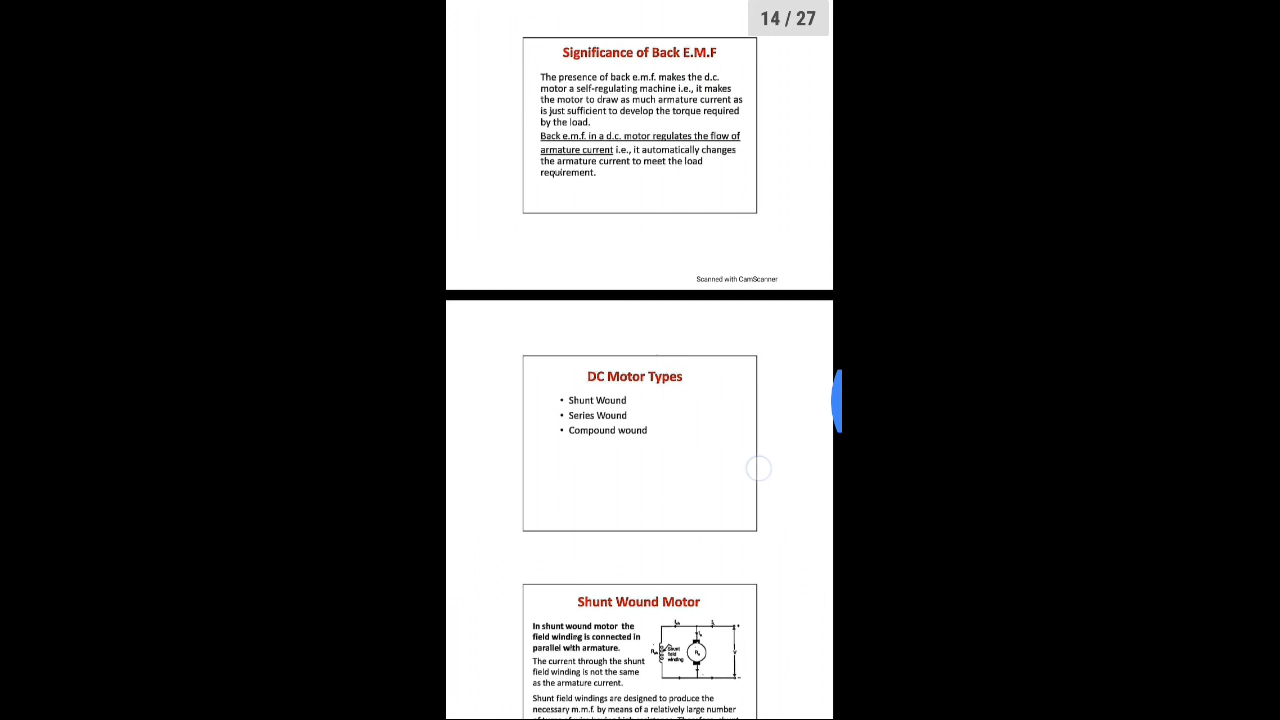 14 / 27
Significance of Back E.M.F
The presence of back e.m.f. makes the d.c.
motor a self-regulating machine i.e., it makes
the motor to draw as much armature current as
is just sufficient to develop the torque required
by the load.
Back e.m.f. in a d.c. motor regulates the flow of
armature current i.e., it automatically changes
the armature current to meet the load
requirement.
Scanned with CamScanner
DC Motor Types
• Shunt Wound
• Series Wound
• Compound wound
Shunt Wound Motor
In shunt wound motor the
field winding is connected in
parallel with armature.
The current through the shunt
field winding is not the same
as the armature current.
Shunt
field
winding
Shunt field windings are designed to produce the
necessary m.m.f. by means of a relatively large number